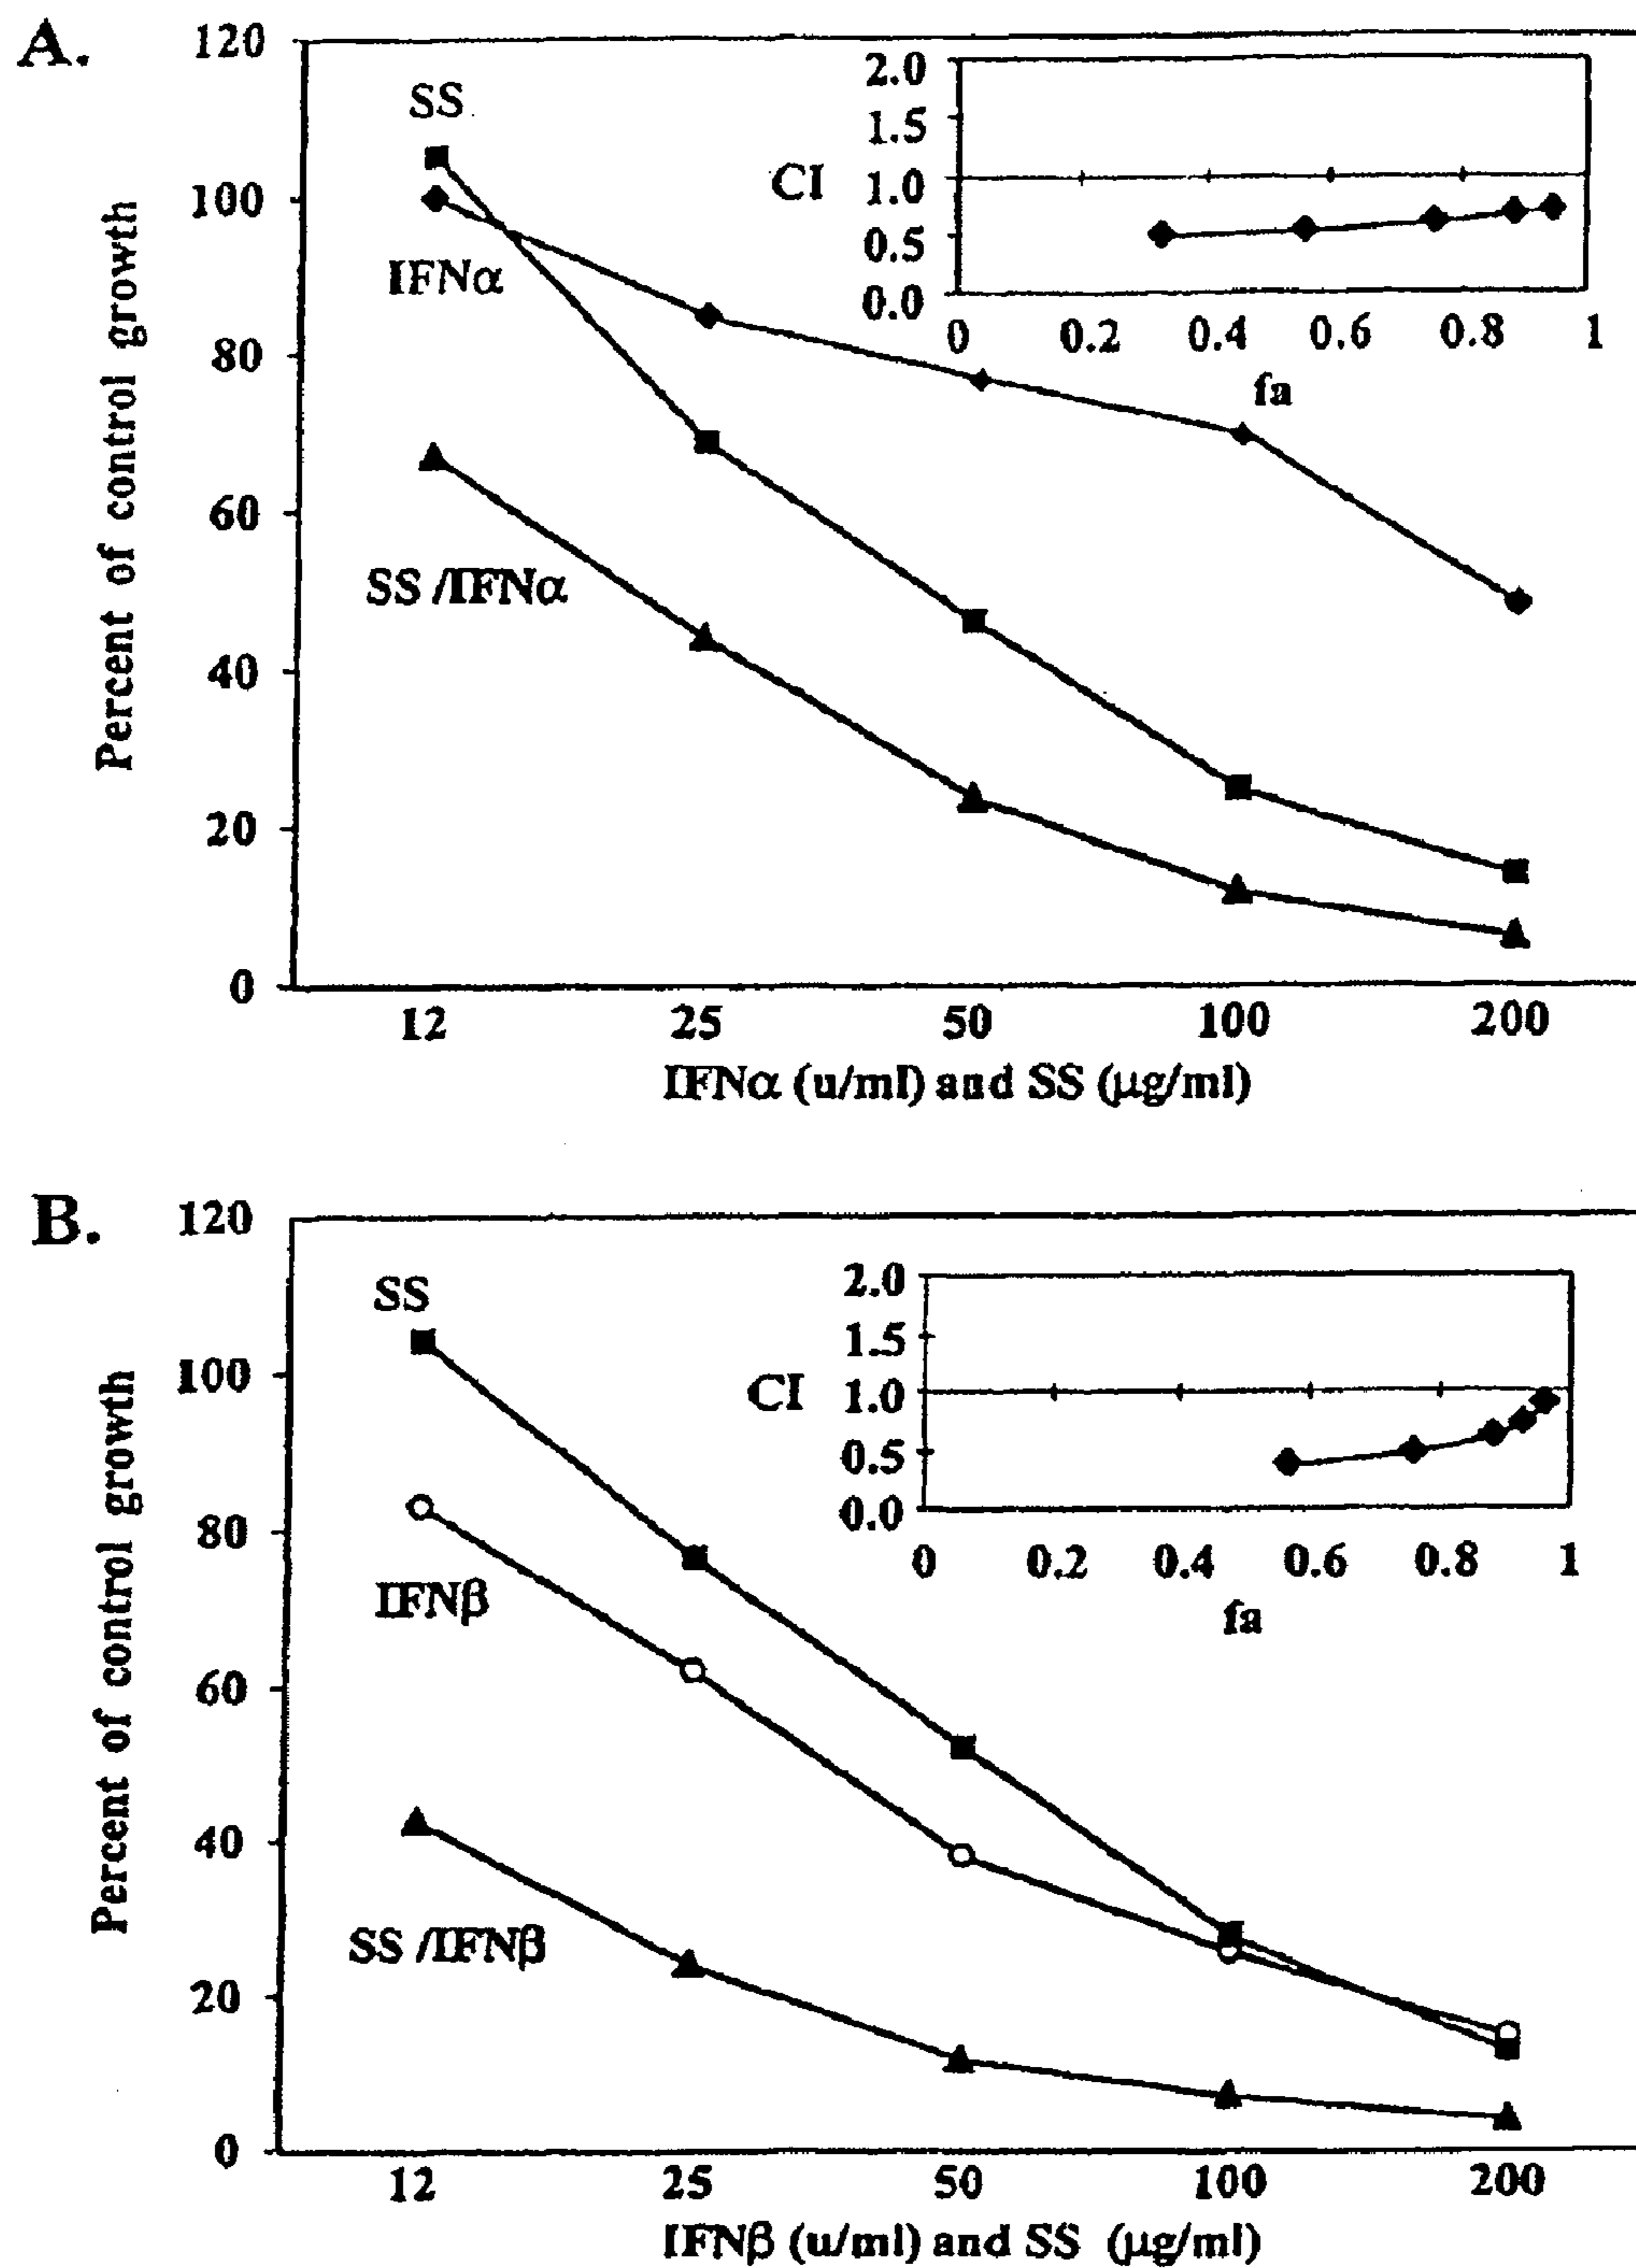 A.
120
100
80
60
40
20
0
Percent of control growth
SS
IFNα
SS /IFNα
2.0
1.5
1.0
0.5
0.0
CI
0 0.2 0.4 0.6 0.8 1
fa
12 25 50 100 200
IFNα (u/ml) and SS (μg/ml)
B.
120
100
80
60
40
20
0
Percent of control growth
SS
IFNβ
SS /IFNβ
2.0
1.5
1.0
0.5
0.0
CI
0 0.2 0.4 0.6 0.8 1
fa
12 25 50 100 200
IFNβ (u/ml) and SS (μg/ml)